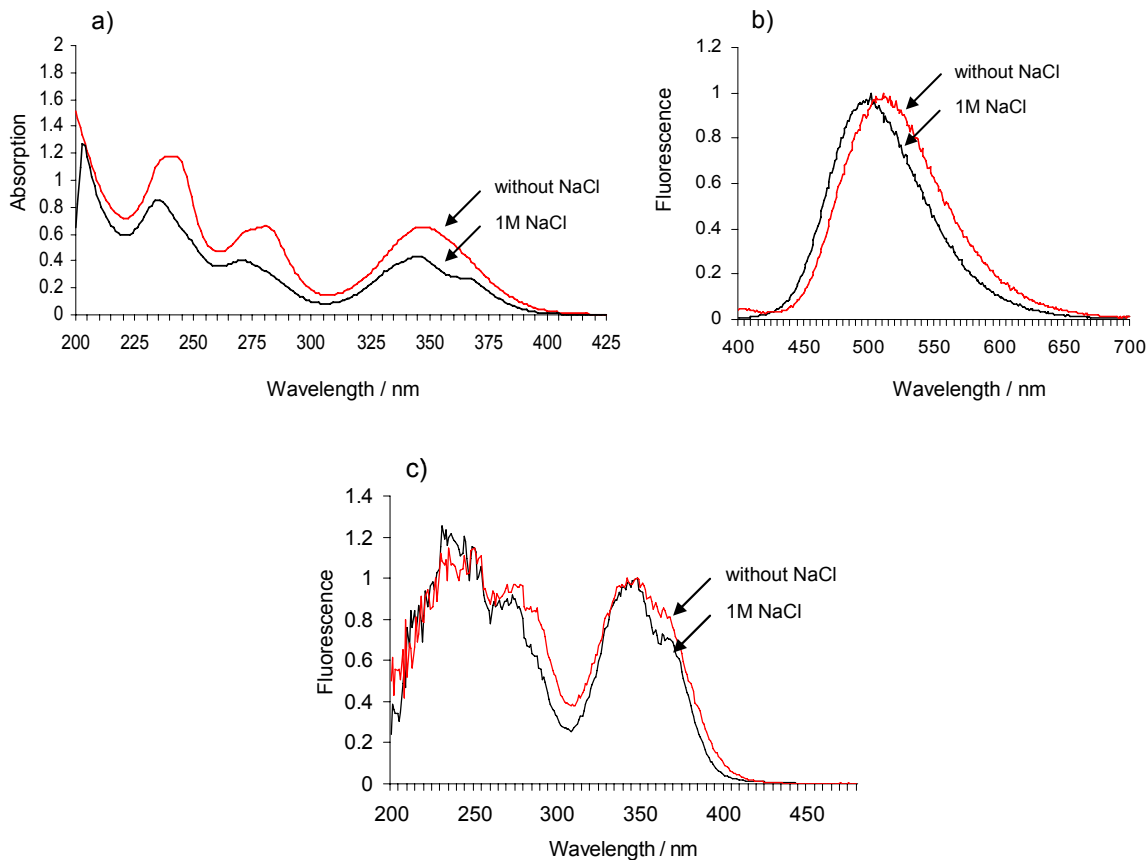 a)
2
1.8
1.6
1.4
1.2
1
0.8
0.6
0.4
0.2
0
Absorption
without NaCl
1M NaCl
200 225 250 275 300 325 350 375 400 425
Wavelength / nm
b)
1.2
1
0.8
0.6
0.4
0.2
0
Fluorescence
without NaCl
1M NaCl
400 450 500 550 600 650 700
Wavelength / nm
c)
1.4
1.2
1
0.8
0.6
0.4
0.2
0
Fluorescence
without NaCl
1M NaCl
200 250 300 350 400 450
Wavelength / nm